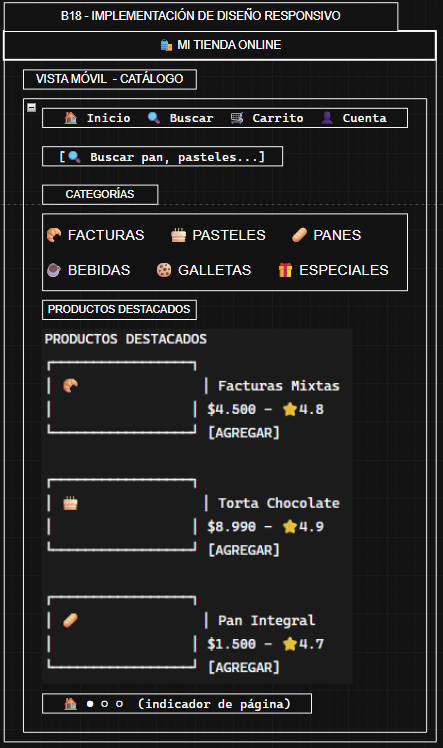 B18 - IMPLEMENTACIÓN DE DISEÑO RESPONSIVO
🛍️ MI TIENDA ONLINE
VISTA MÓVIL - CATÁLOGO
🏠 Inicio 🔍 Buscar 🛒 Carrito 👤 Cuenta
[🔍 Buscar pan, pasteles...]
CATEGORÍAS
🥐 FACTURAS 🎂 PASTELES 🥖 PANES
☕ BEBIDAS 🍪 GALLETAS 🎁 ESPECIALES
PRODUCTOS DESTACADOS
PRODUCTOS DESTACADOS
🥐 | Facturas Mixtas
$4.500 - ⭐4.8
[AGREGAR]
🎂 | Torta Chocolate
$8.990 - ⭐4.9
[AGREGAR]
🥖 | Pan Integral
$1.500 - ⭐4.7
[AGREGAR]
🏠 ● ○ ○ (indicador de página)